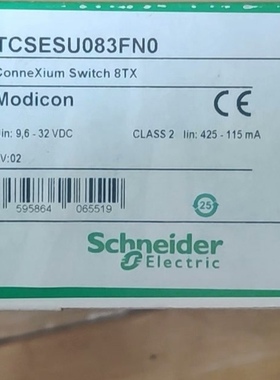 TCSESU083FN0
ConneXium Switch 8TX
Modicon
CE
in: 9,6 - 32 VDC CLASS 2 Iin: 425 - 115 mA
V:02
25
595864 065519
Schneider
Electric